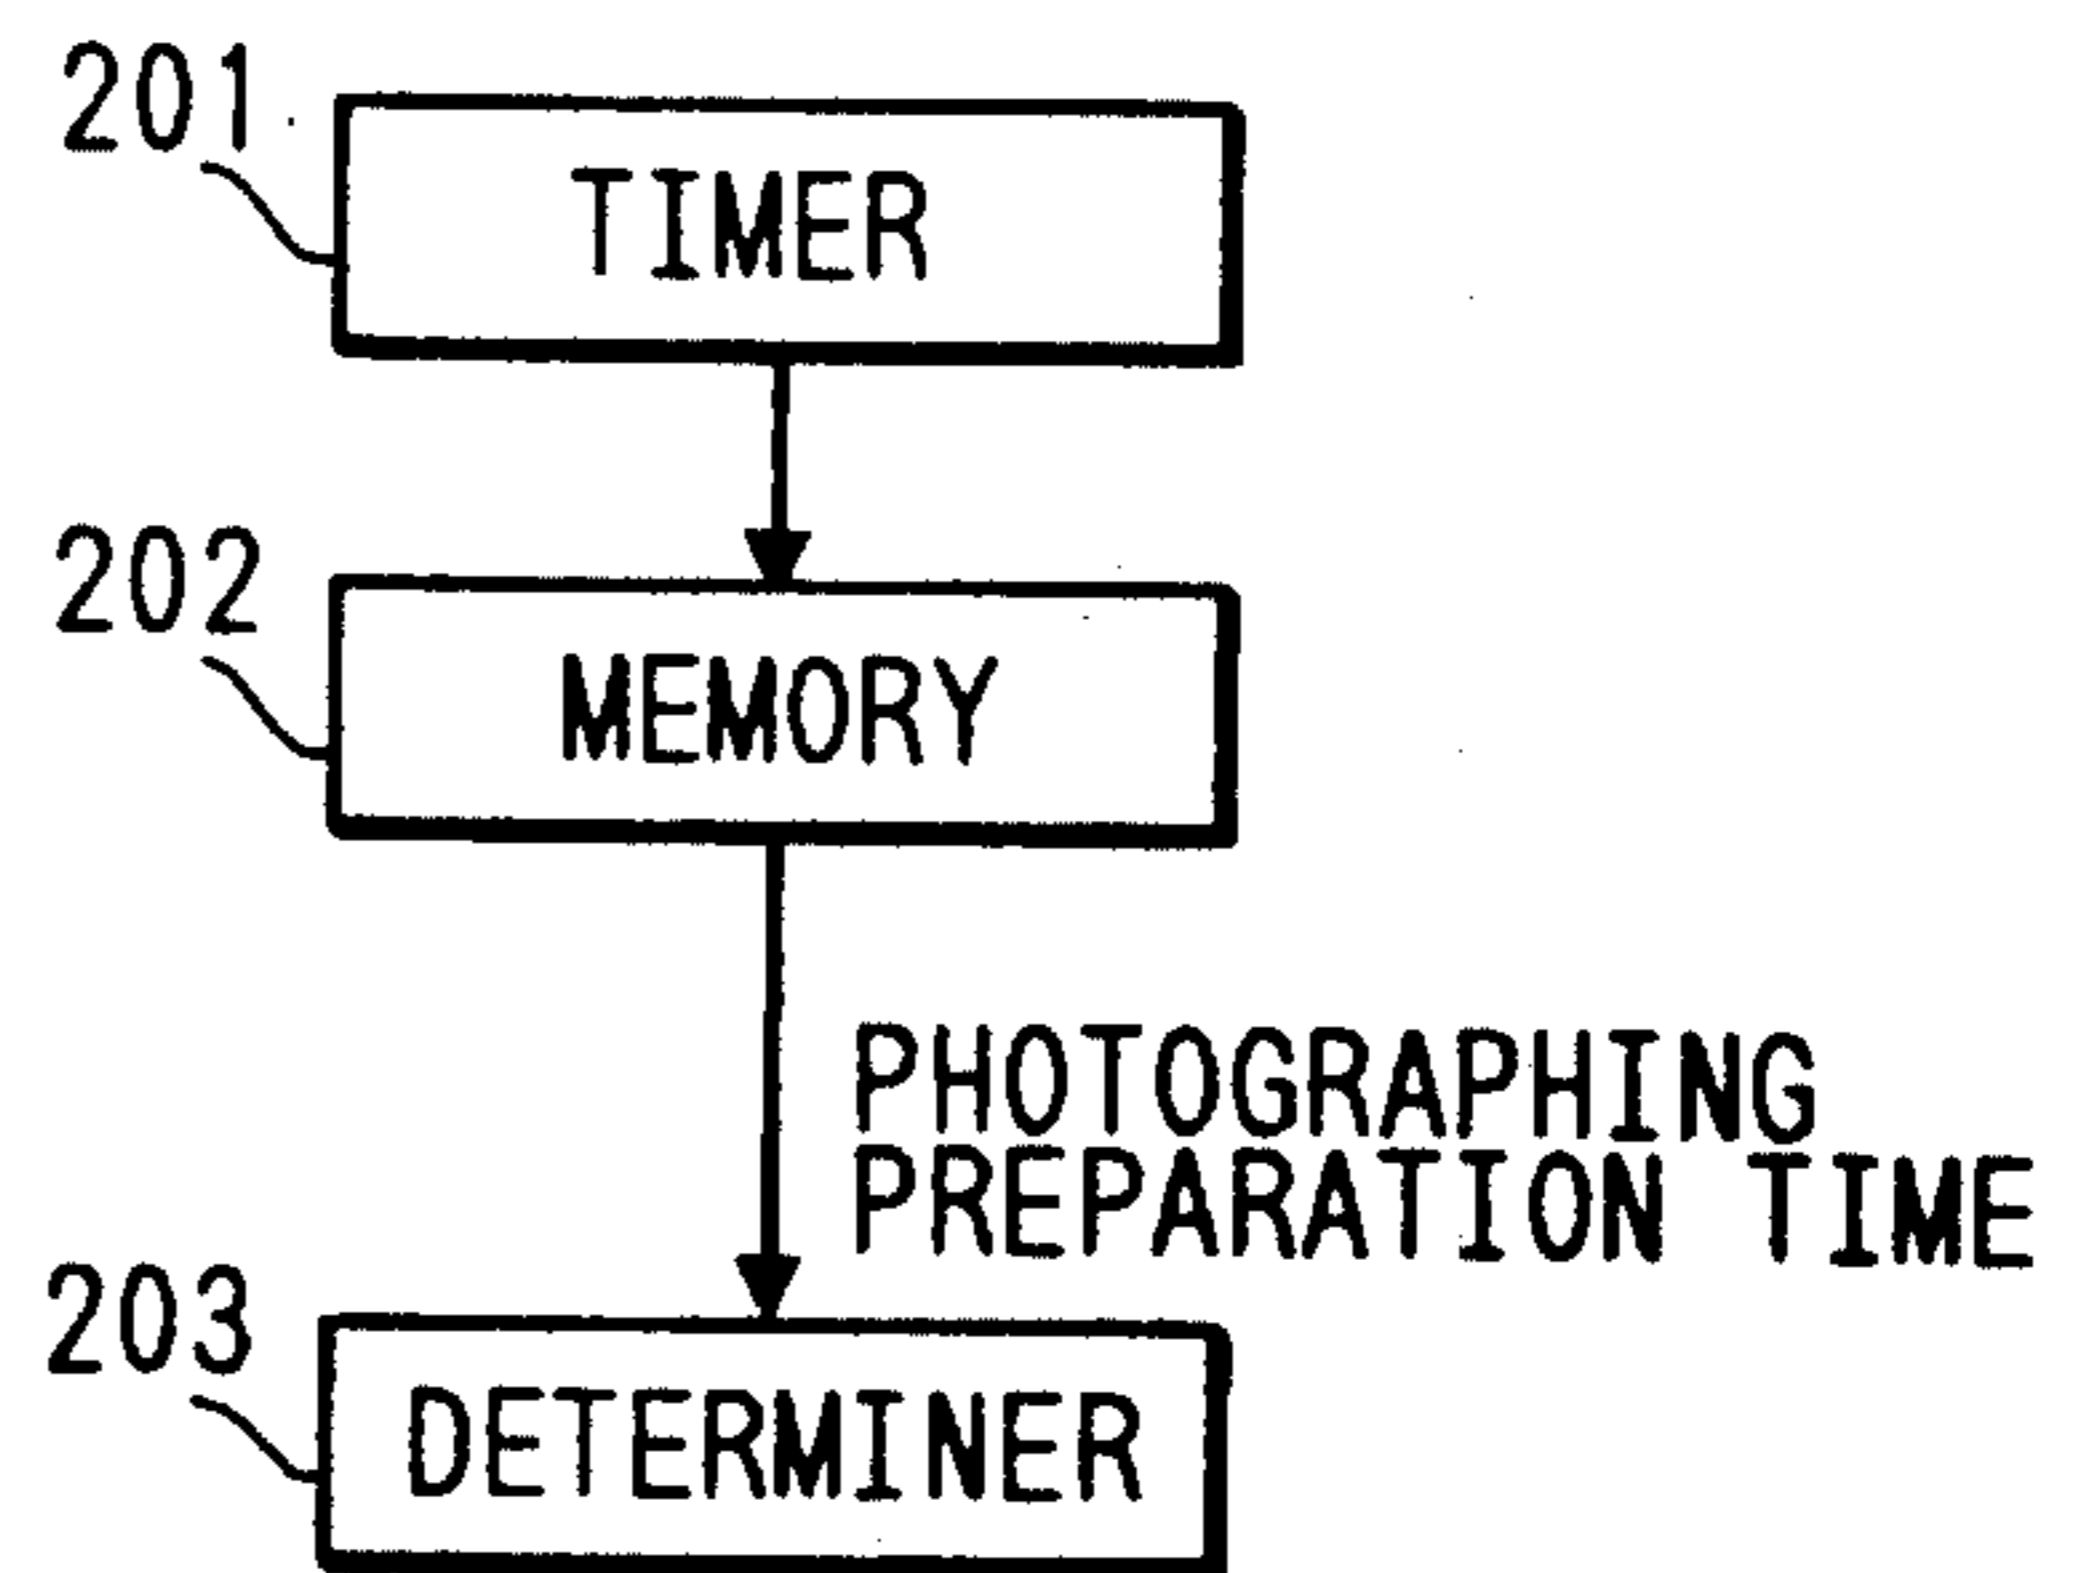 201
TIMER
202
MEMORY
PHOTOGRAPHING
PREPARATION TIME
203
DETERMINER